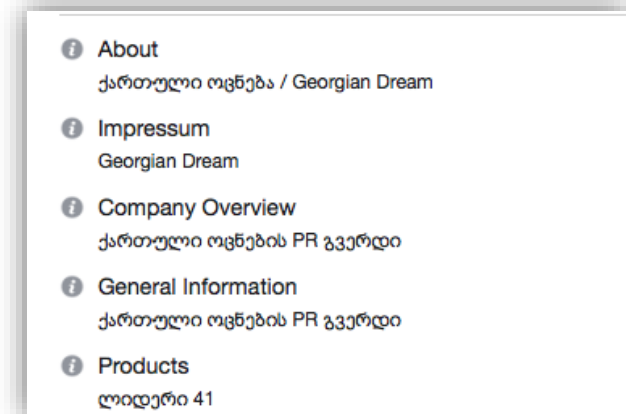 About
ქართული ოცნება / Georgian Dream
Impressum
Georgian Dream
Company Overview
ქართული ოცნების PR გვერდი
General Information
ქართული ოცნების PR გვერდი
Products
ლიდერი 41